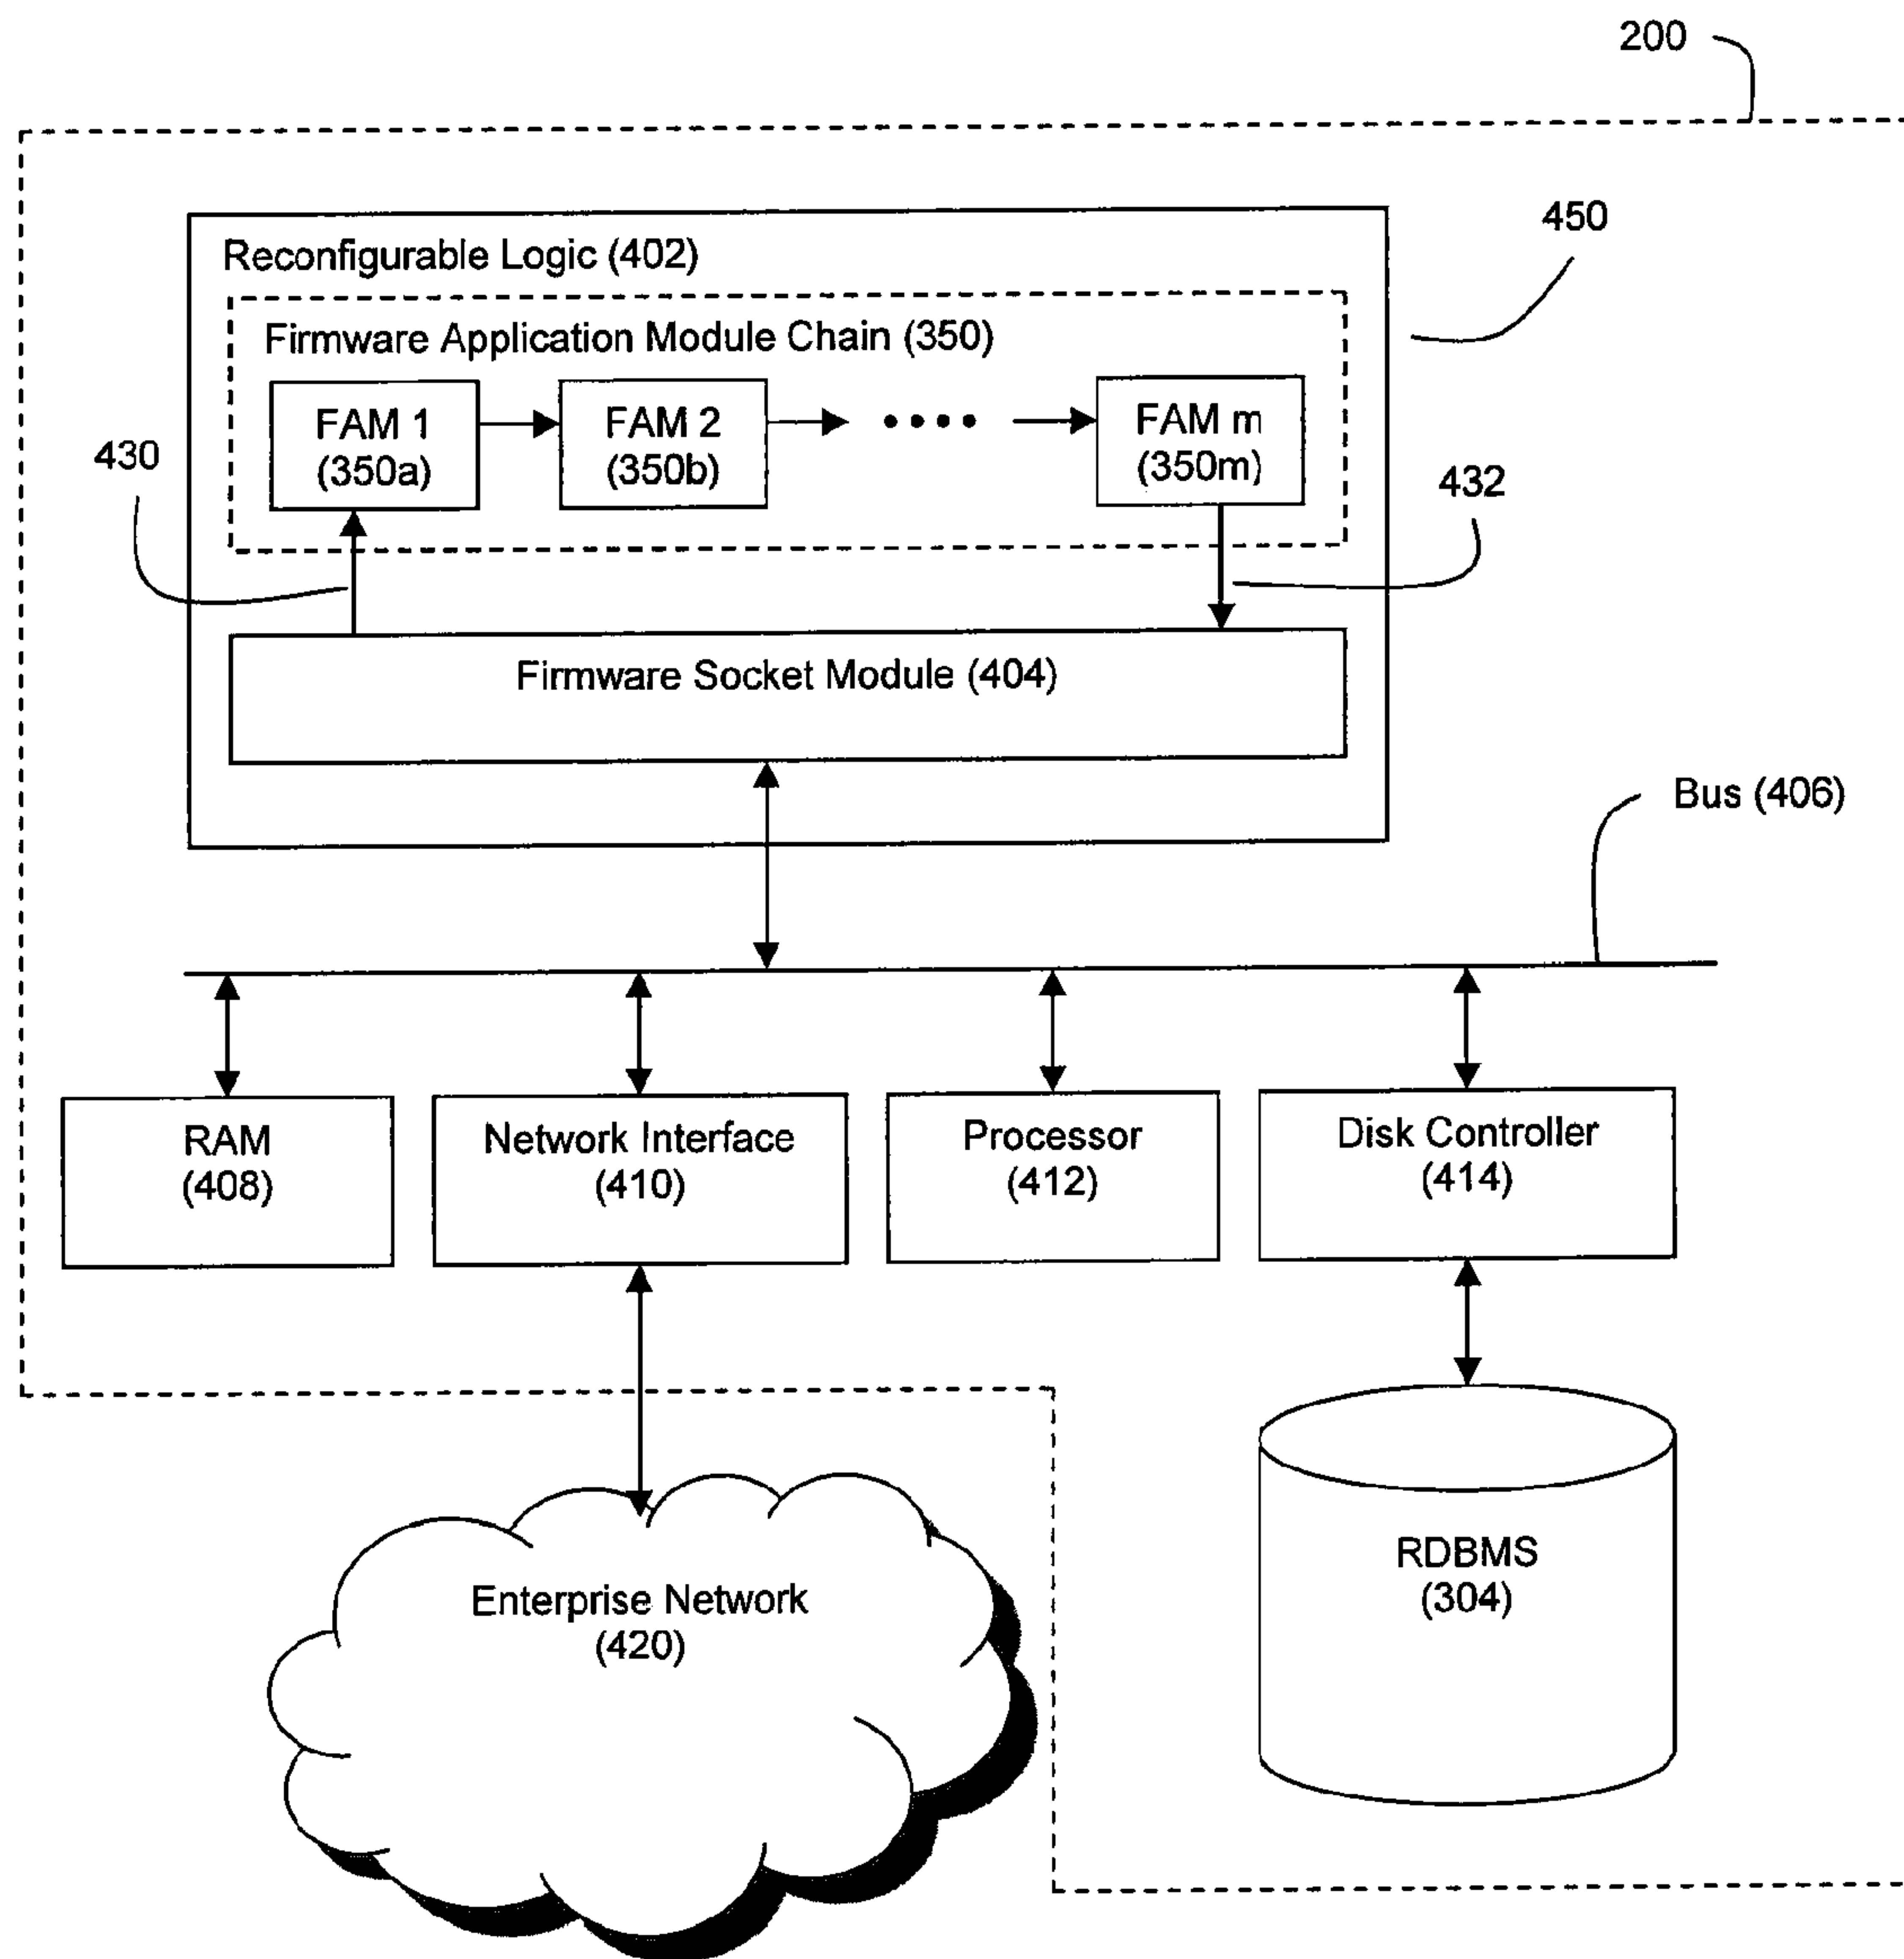 200
450
Reconfigurable Logic (402)
Firmware Application Module Chain (350)
FAM 1
(350a)
FAM 2
(350b)
FAM m
(350m)
430
432
Firmware Socket Module (404)
Bus (406)
RAM
(408)
Network Interface
(410)
Processor
(412)
Disk Controller
(414)
RDBMS
(304)
Enterprise Network
(420)